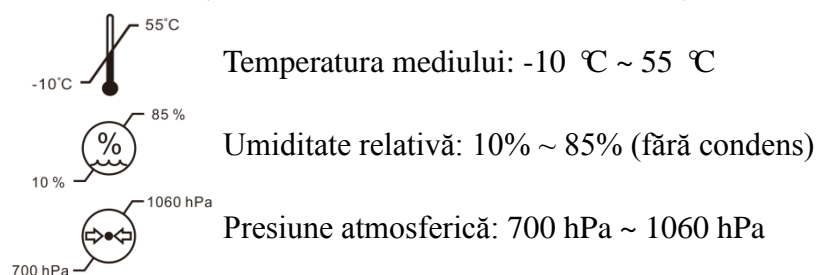 55°C
-10°C
Temperatura mediului: -10 ℃ ~ 55 ℃
85 %
%
10 %
Umiditate relativă: 10% ~ 85% (fără condens)
1060 hPa
700 hPa
Presiune atmosferică: 700 hPa ~ 1060 hPa